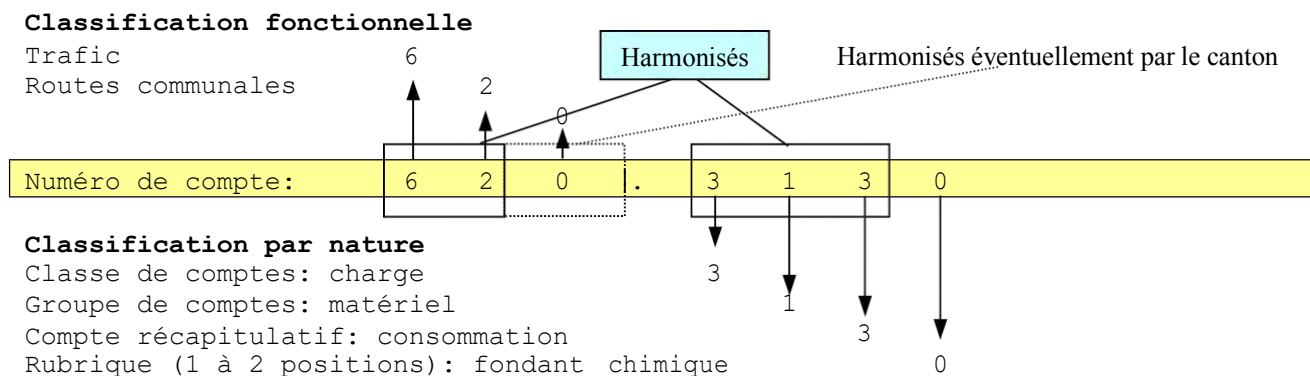 Classification fonctionnelle
Trafic 6 Harmonisés Harmonisés éventuellement par le canton
Routes communales 2
0
Numéro de compte: 6 2 0 . 3 1 3 0
Classification par nature
Classe de comptes: charge 3
Groupe de comptes: matériel 1
Compte récapitulatif: consommation 3
Rubrique (1 à 2 positions): fondant chimique 0